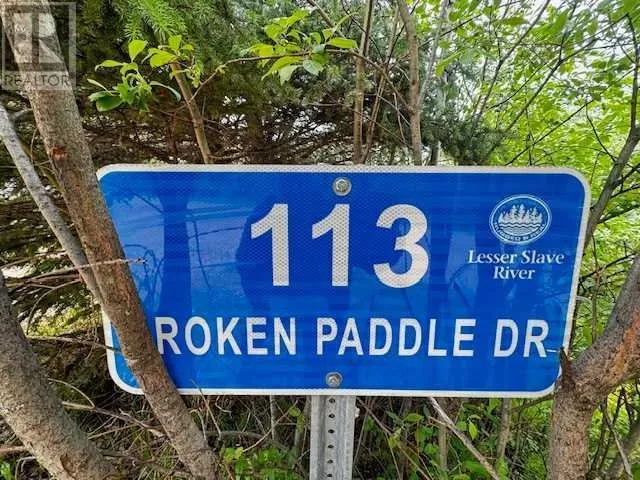 REALTOR
113
Lesser Slave
River
ROKEN PADDLE DR